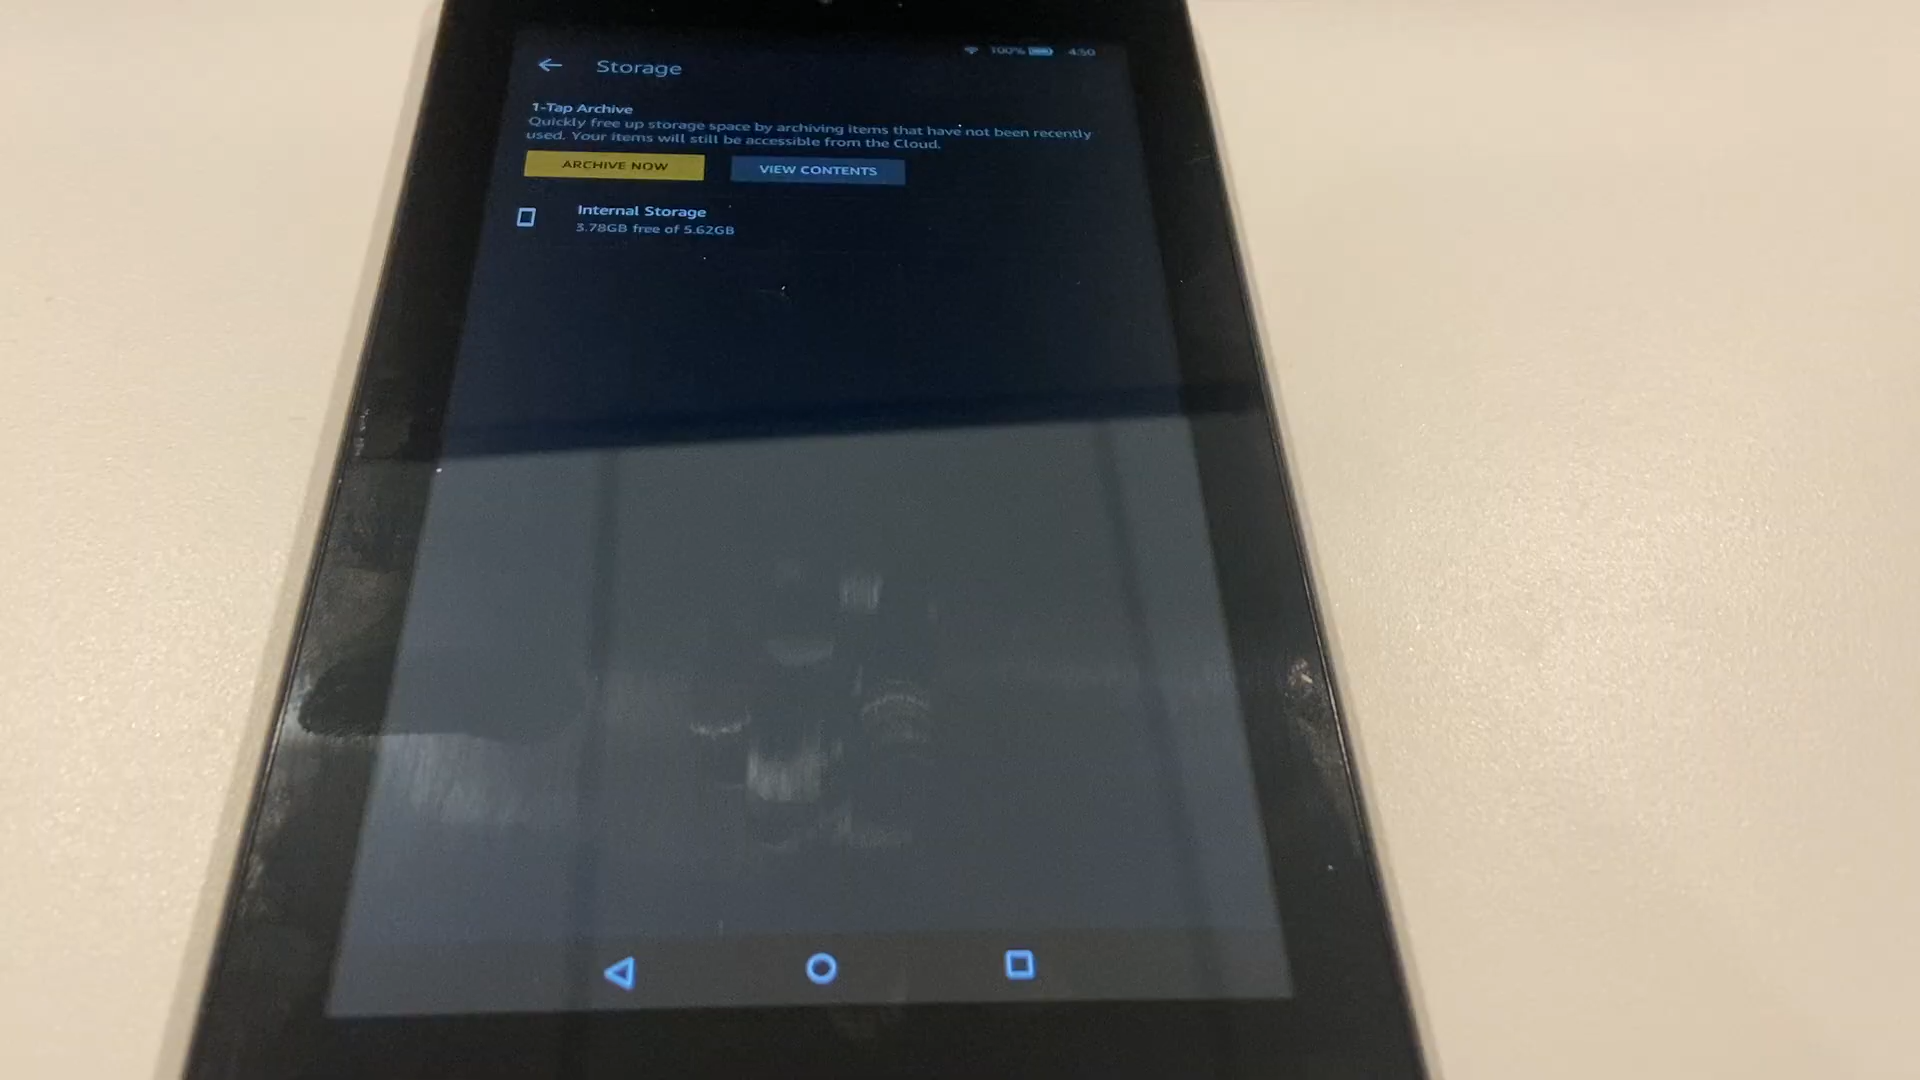 100% 4:50
Storage
1-Tap Archive
Quickly free up storage space by archiving items that have not been recently
used. Your items will still be accessible from the Cloud.
ARCHIVE NOW VIEW CONTENTS
Internal Storage
3.78GB free of 5.62GB